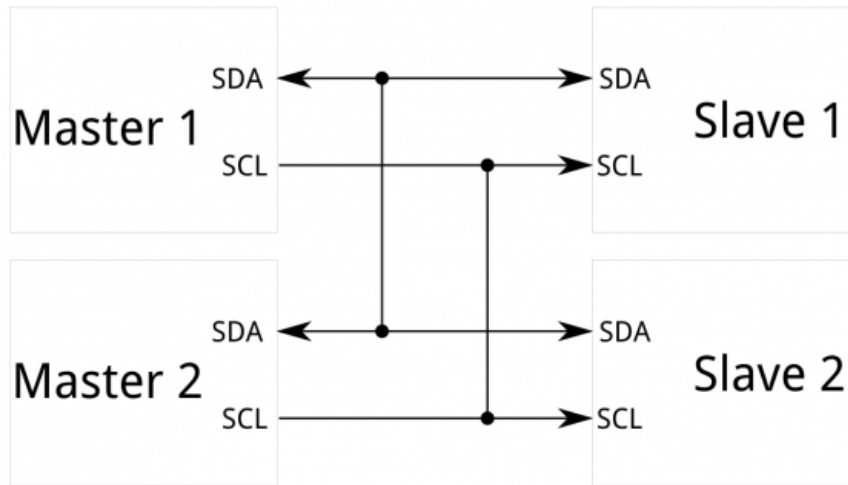 SDA
SDA
Master 1
Slave 1
SCL
SCL
SDA
SDA
Master 2
Slave 2
SCL
SCL